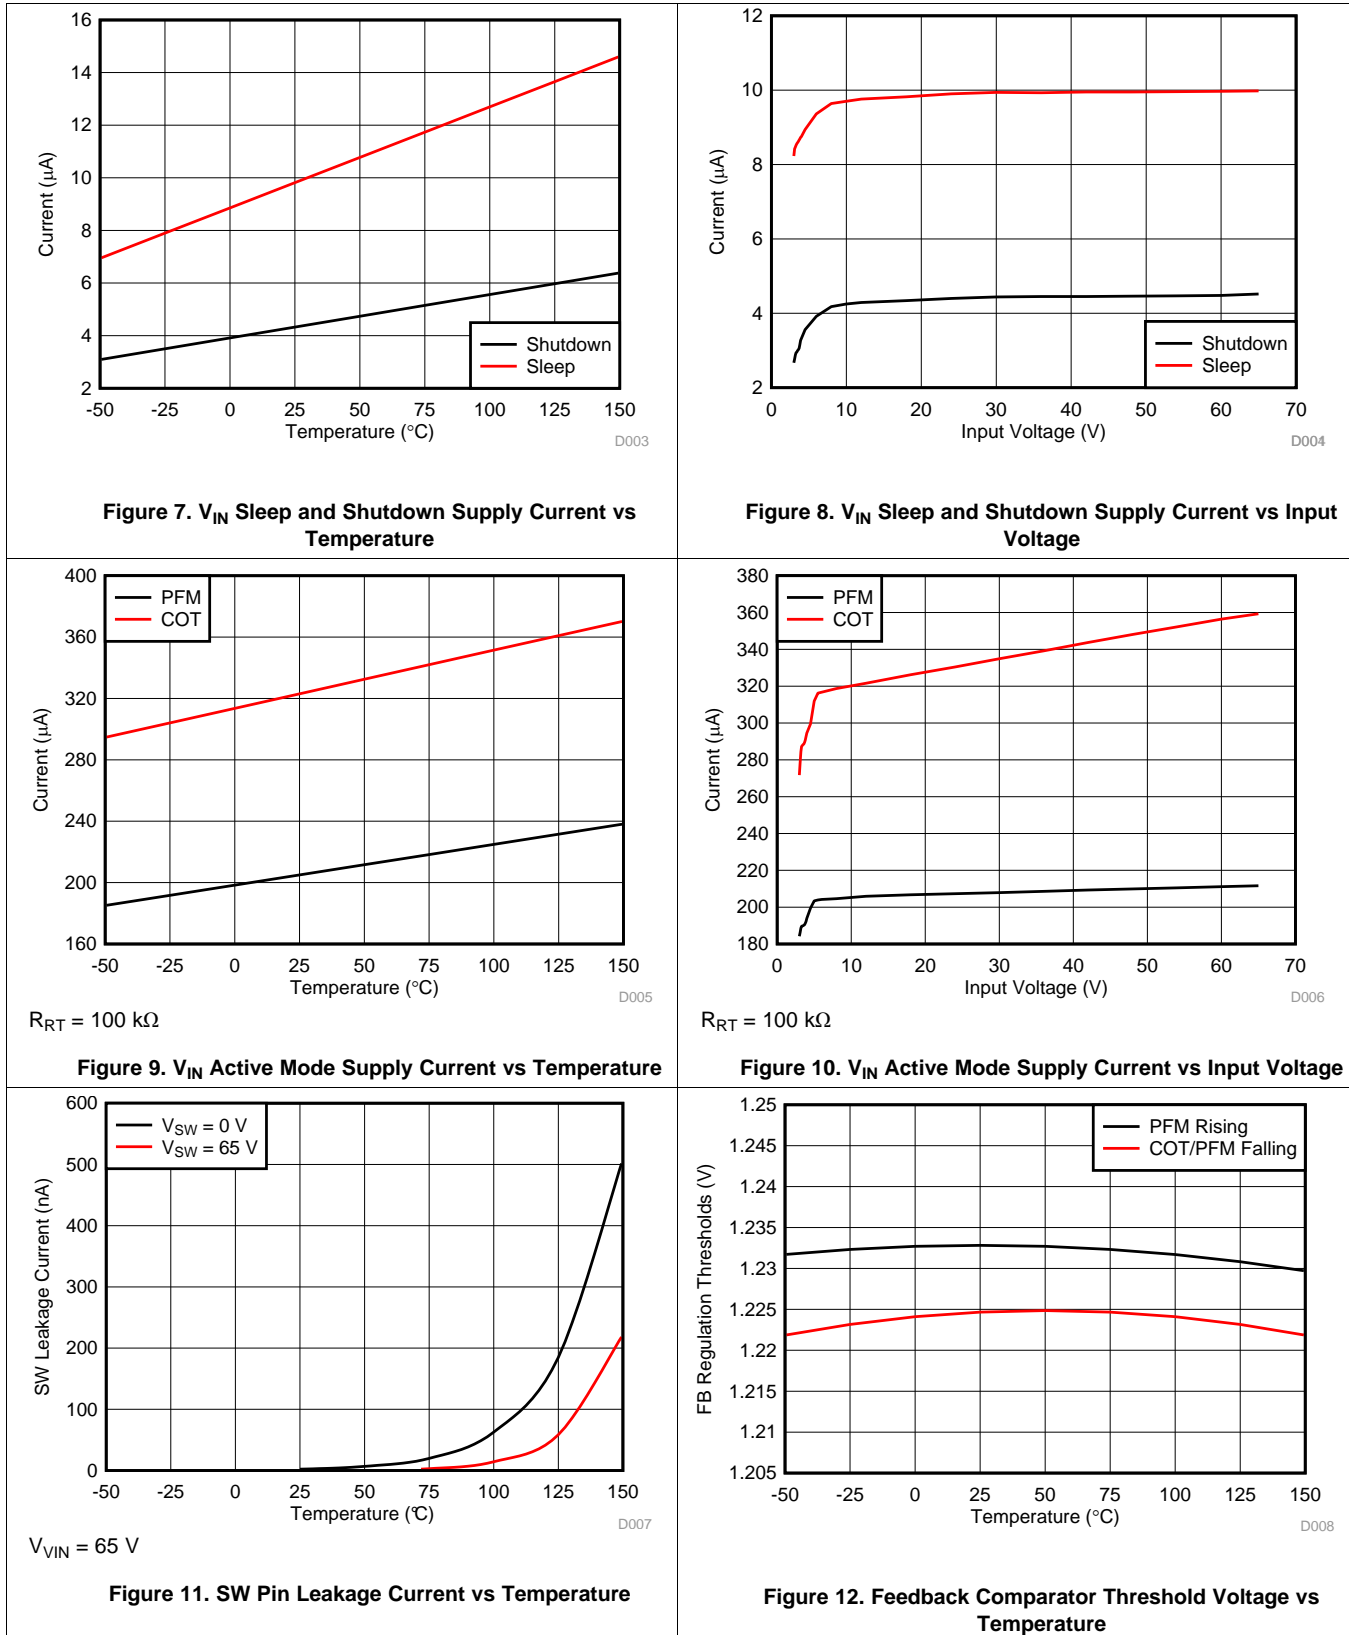 16
14
12
10
8
6
4
2
Current (µA)
Shutdown
Sleep
-50 -25 0 25 50 75 100 125 150
Temperature (°C)
D003
Figure 7. VIN Sleep and Shutdown Supply Current vs
Temperature
12
10
8
6
4
2
Current (µA)
Shutdown
Sleep
0 10 20 30 40 50 60 70
Input Voltage (V)
D004
Figure 8. VIN Sleep and Shutdown Supply Current vs Input
Voltage
400
360
320
280
240
200
160
Current (µA)
PFM
COT
-50 -25 0 25 50 75 100 125 150
Temperature (°C)
D005
RRT = 100 kΩ
Figure 9. VIN Active Mode Supply Current vs Temperature
380
360
340
320
300
280
260
240
220
200
180
Current (µA)
PFM
COT
0 10 20 30 40 50 60 70
Input Voltage (V)
D006
RRT = 100 kΩ
Figure 10. VIN Active Mode Supply Current vs Input Voltage
600
500
400
300
200
100
0
SW Leakage Current (nA)
VSW = 0 V
VSW = 65 V
-50 -25 0 25 50 75 100 125 150
Temperature (°C)
D007
VVIN = 65 V
Figure 11. SW Pin Leakage Current vs Temperature
1.25
1.245
1.24
1.235
1.23
1.225
1.22
1.215
1.21
1.205
FB Regulation Thresholds (V)
PFM Rising
COT/PFM Falling
-50 -25 0 25 50 75 100 125 150
Temperature (°C)
D008
Figure 12. Feedback Comparator Threshold Voltage vs
Temperature